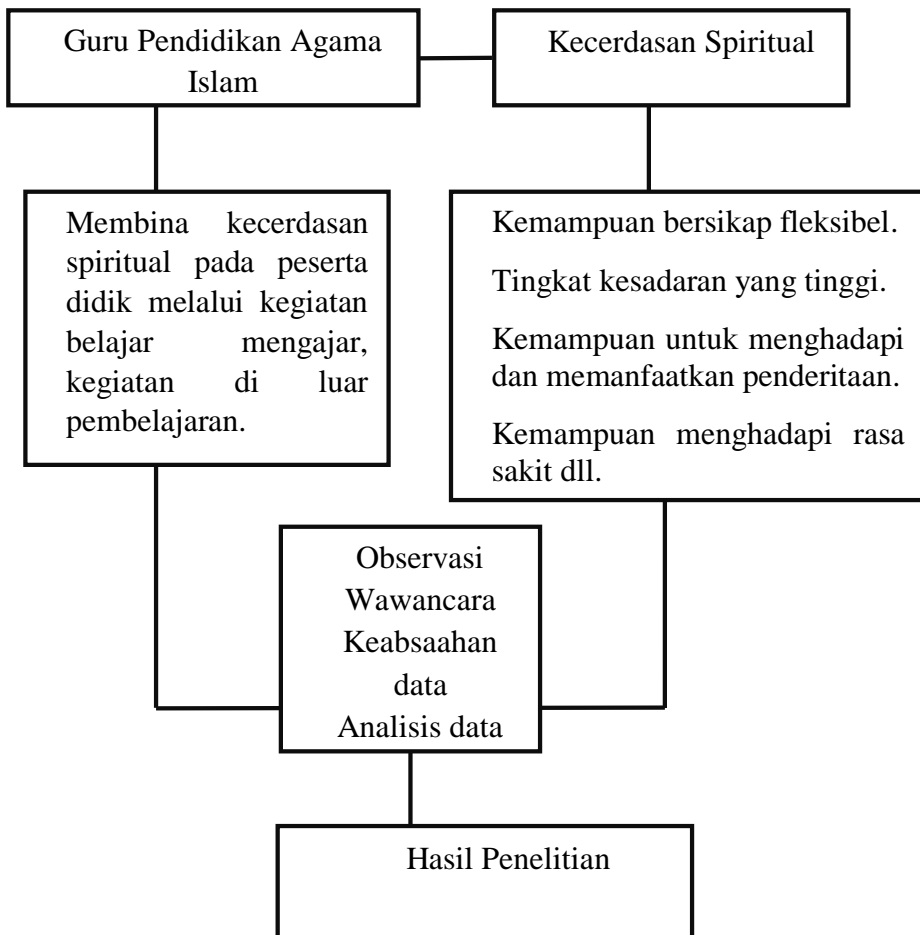 Guru Pendidikan Agama
Islam
Kecerdasan Spiritual
Membina kecerdasan
spiritual pada peserta
didik melalui kegiatan
belajar mengajar,
kegiatan di luar
pembelajaran.
Kemampuan bersikap fleksibel.
Tingkat kesadaran yang tinggi.
Kemampuan untuk menghadapi
dan memanfaatkan penderitaan.
Kemampuan menghadapi rasa
sakit dll.
Observasi
Wawancara
Keabsaahan
data
Analisis data
Hasil Penelitian